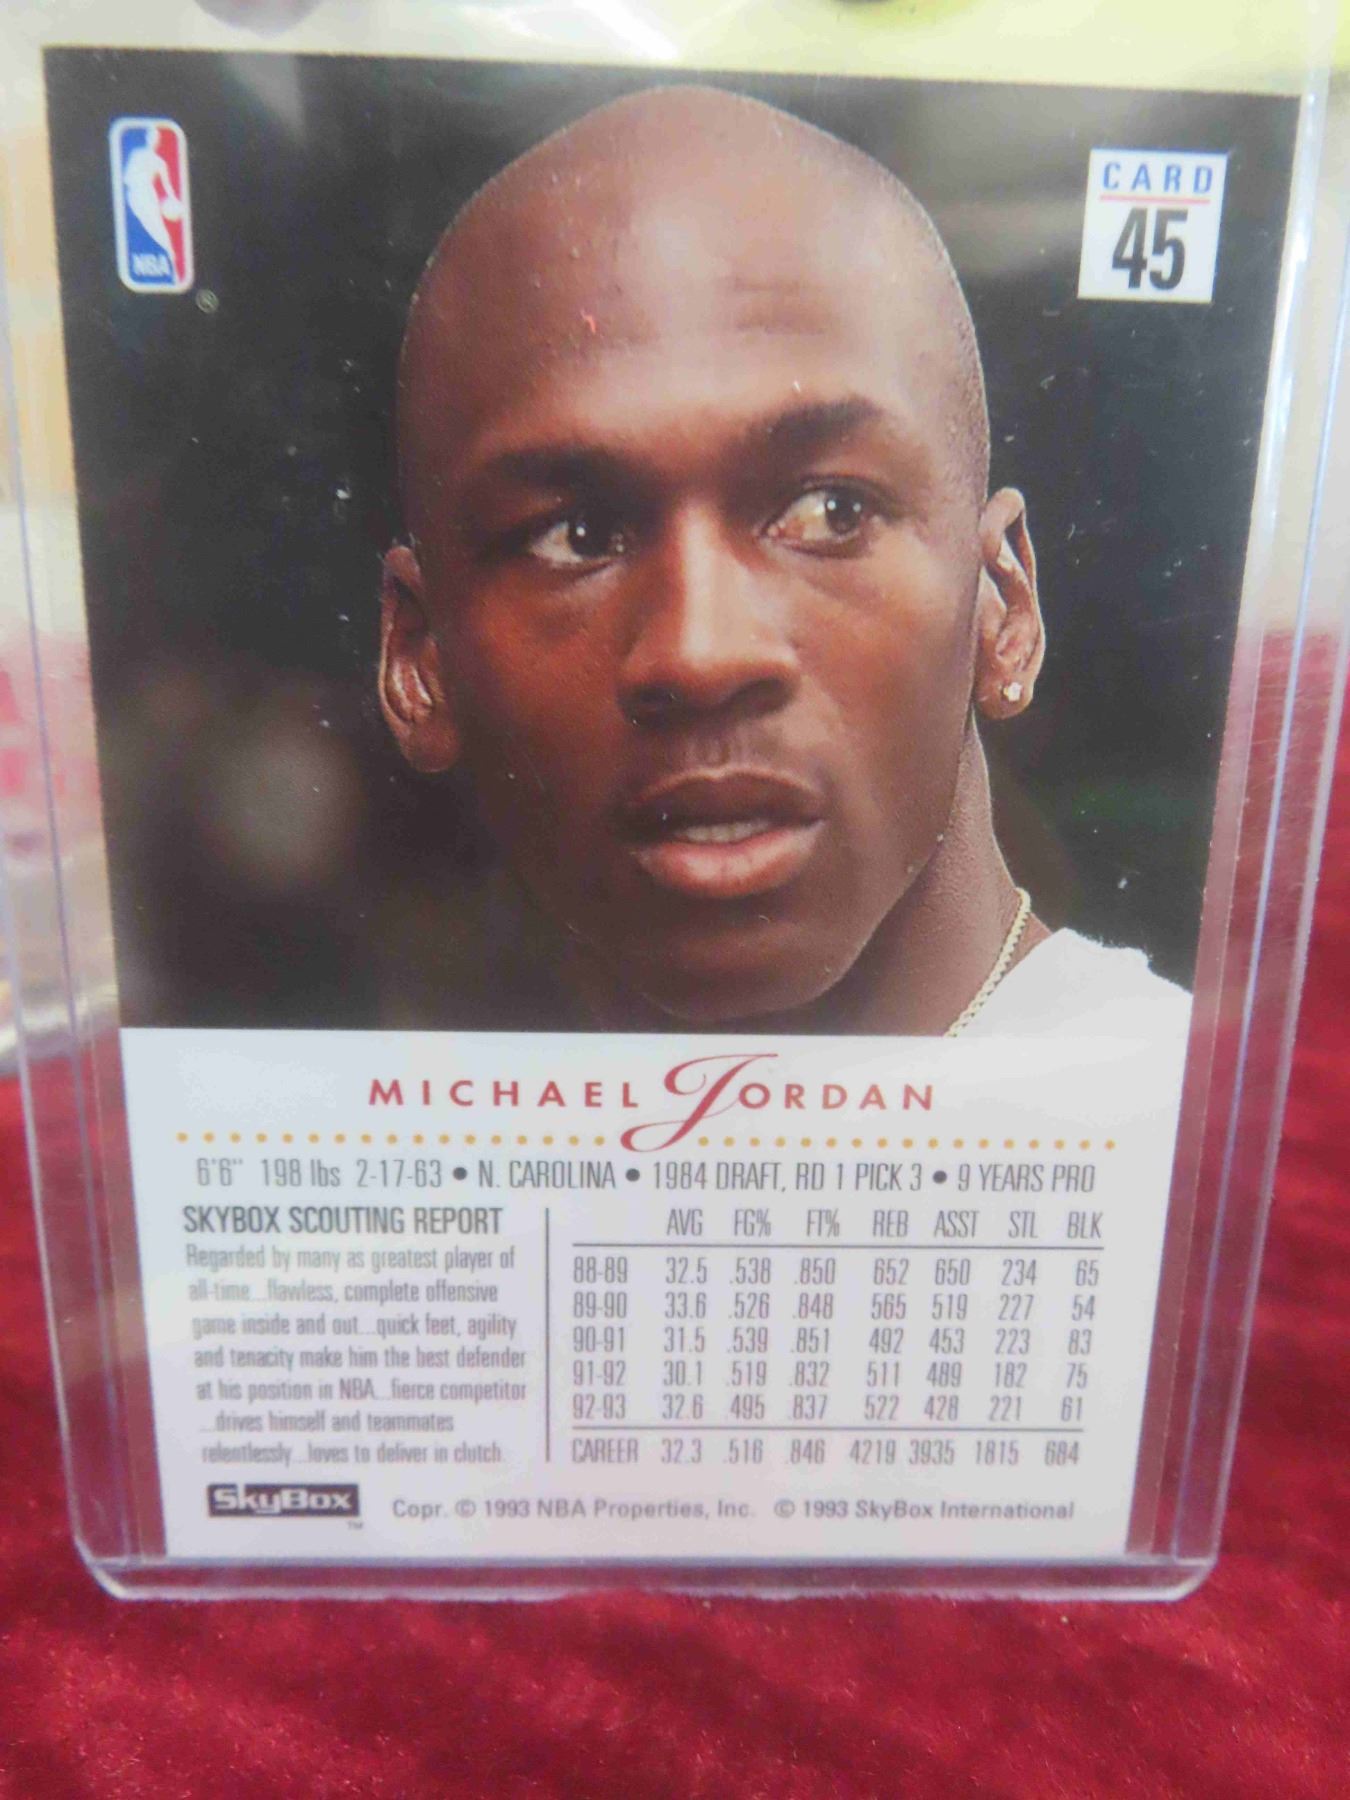 NBA
®
CARD
45
MICHAEL JORDAN
6'6" 198 lbs 2-17-63 • N. CAROLINA • 1984 DRAFT, RD 1 PICK 3 • 9 YEARS PRO
SKYBOX SCOUTING REPORT
Regarded by many as greatest player of
all-time...flawless, complete offensive
game inside and out...quick feet, agility
and tenacity make him the best defender
at his position in NBA...fierce competitor
...drives himself and teammates
relentlessly...loves to deliver in clutch.
AVG FG% FT% REB ASST STL BLK
88-89 32.5 .538 .850 652 650 234 65
89-90 33.6 .526 .848 565 519 227 54
90-91 31.5 .539 .851 492 453 223 83
91-92 30.1 .519 .832 511 489 182 75
92-93 32.6 .495 .837 522 428 221 61
CAREER 32.3 .516 .846 4219 3935 1815 684
SkyBox
TM
Copr. © 1993 NBA Properties, Inc. © 1993 SkyBox International